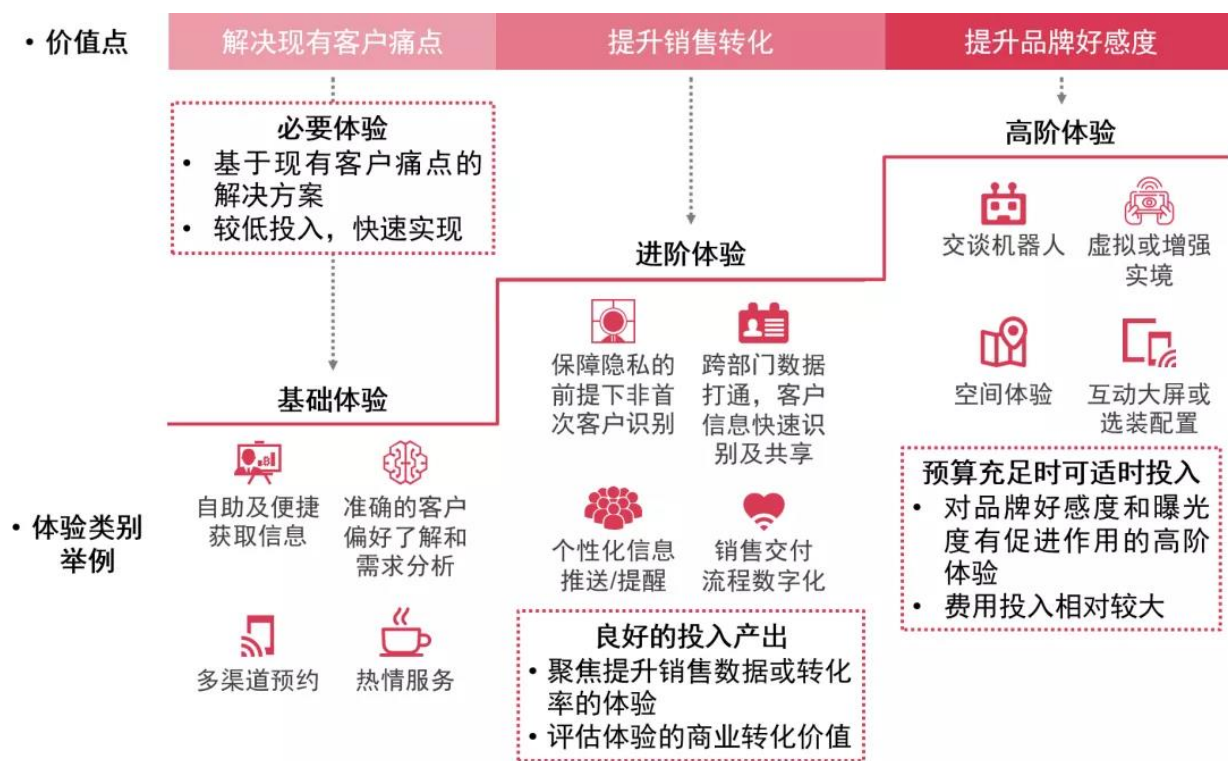 • 价值点
解决现有客户痛点
提升销售转化
提升品牌好感度
必要体验
• 基于现有客户痛点的
解决方案
• 较低投入，快速实现
基础体验
进阶体验
高阶体验
• 体验类别
举例
自助及便捷
获取信息
准确的客户
偏好了解和
需求分析
多渠道预约
热情服务
保障隐私的
前提下非首
次客户识别
跨部门数据
打通，客户
信息快速识
别及共享
个性化信息
推送/提醒
销售交付
流程数字化
良好的投入产出
• 聚焦提升销售数据或转化
率的体验
• 评估体验的商业转化价值
交谈机器人
虚拟或增强
实境
空间体验
互动大屏或
选装配置
预算充足时可适时投入
• 对品牌好感度和曝光
度有促进作用的高阶
体验
• 费用投入相对较大